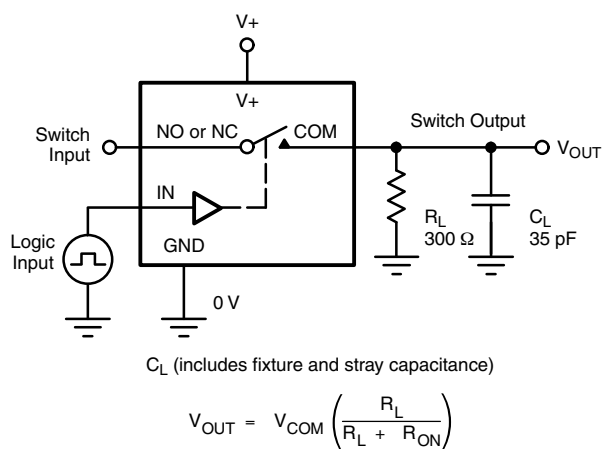 V+
V+
Switch
Input
NO or NC
COM
Switch Output
VOUT
IN
Logic
Input
GND
0 V
RL
300 Ω
CL
35 pF
CL (includes fixture and stray capacitance)
VOUT = VCOM (RL / RL + RON)